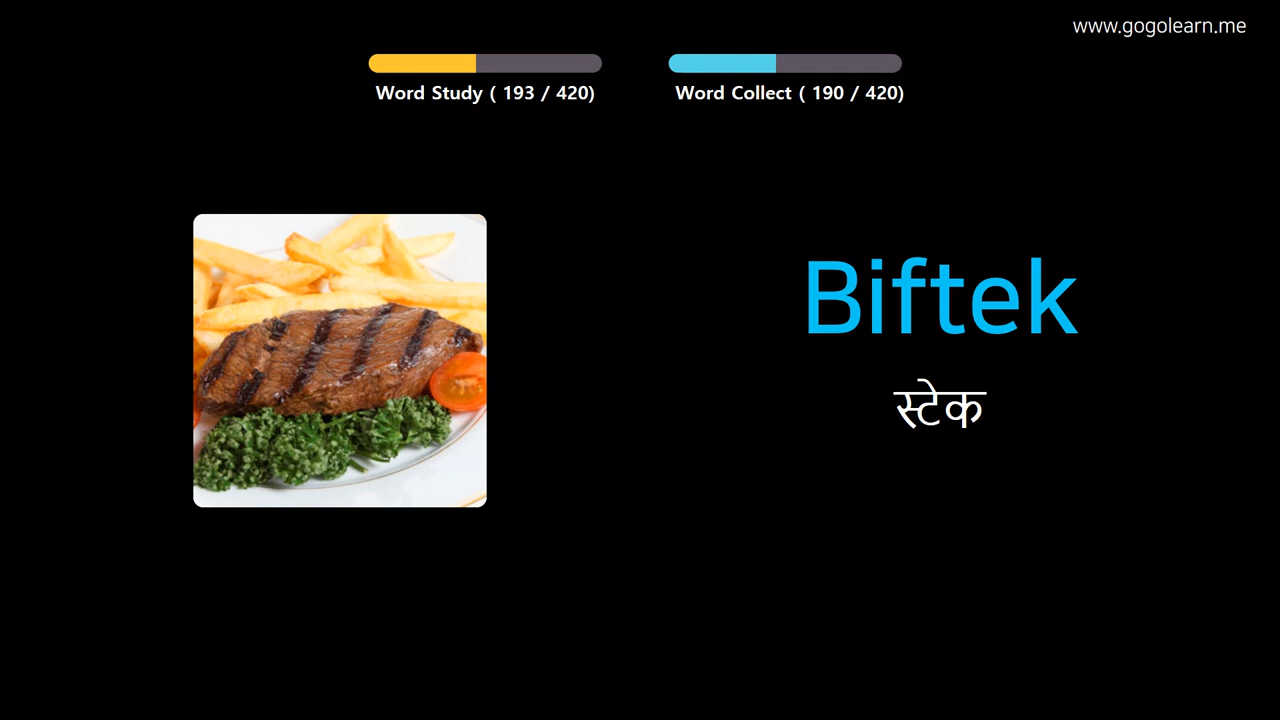 www.gogolearn.me
Word Study ( 193 / 420)
Word Collect ( 190 / 420)
Biftek
स्टेक